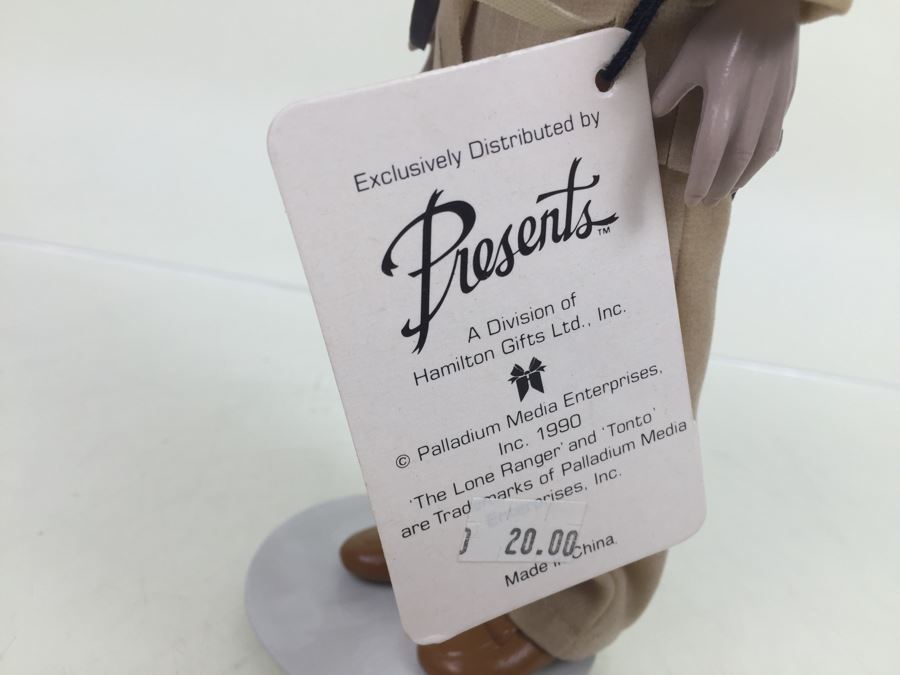 Exclusively Distributed by
Presents™
A Division of
Hamilton Gifts Ltd., Inc.
© Palladium Media Enterprises,
Inc. 1990
'The Lone Ranger' and 'Tonto'
are Trademarks of Palladium Media
Enterprises, Inc.
20.00
Made in China